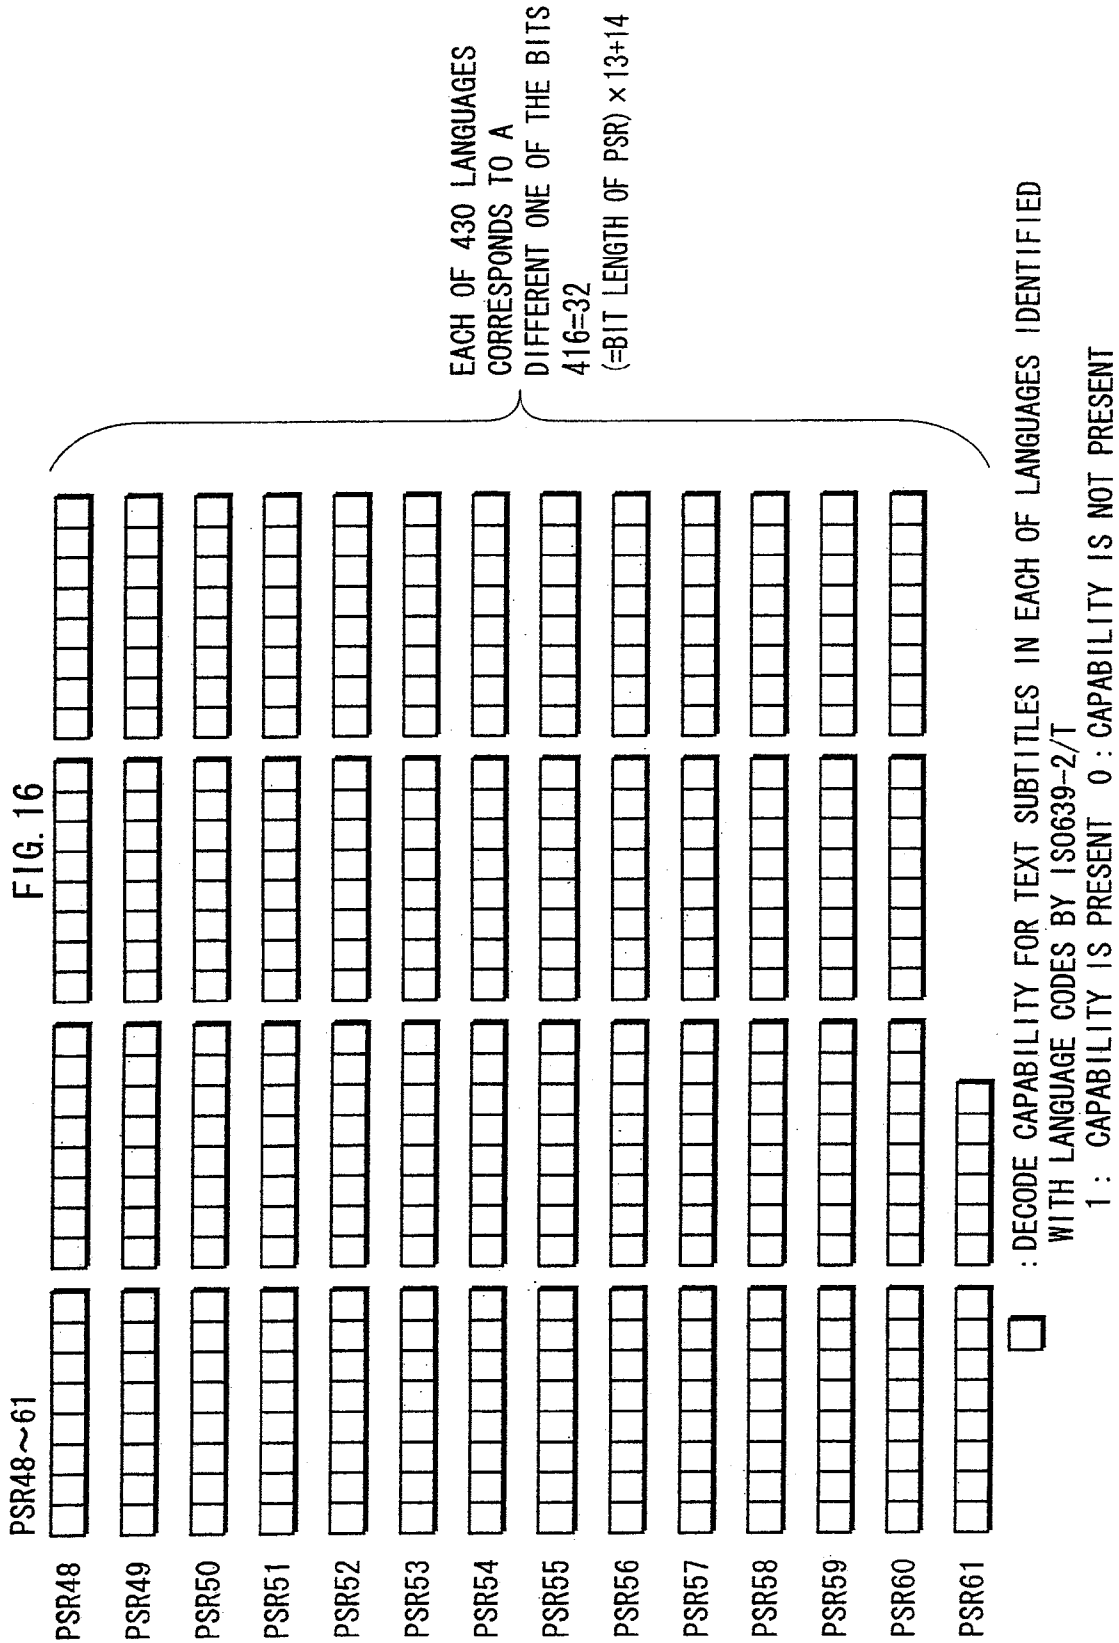 FIG. 16
PSR48~61
PSR48
PSR49
PSR50
PSR51
PSR52
PSR53
PSR54
PSR55
PSR56
PSR57
PSR58
PSR59
PSR60
PSR61
EACH OF 430 LANGUAGES
CORRESPONDS TO A
DIFFERENT ONE OF THE BITS
416=32
(=BIT LENGTH OF PSR)×13+14
:DECODE CAPABILITY FOR TEXT SUBTITLES IN EACH OF LANGUAGES IDENTIFIED
WITH LANGUAGE CODES BY ISO639-2/T
1: CAPABILITY IS PRESENT 0:CAPABILITY IS NOT PRESENT